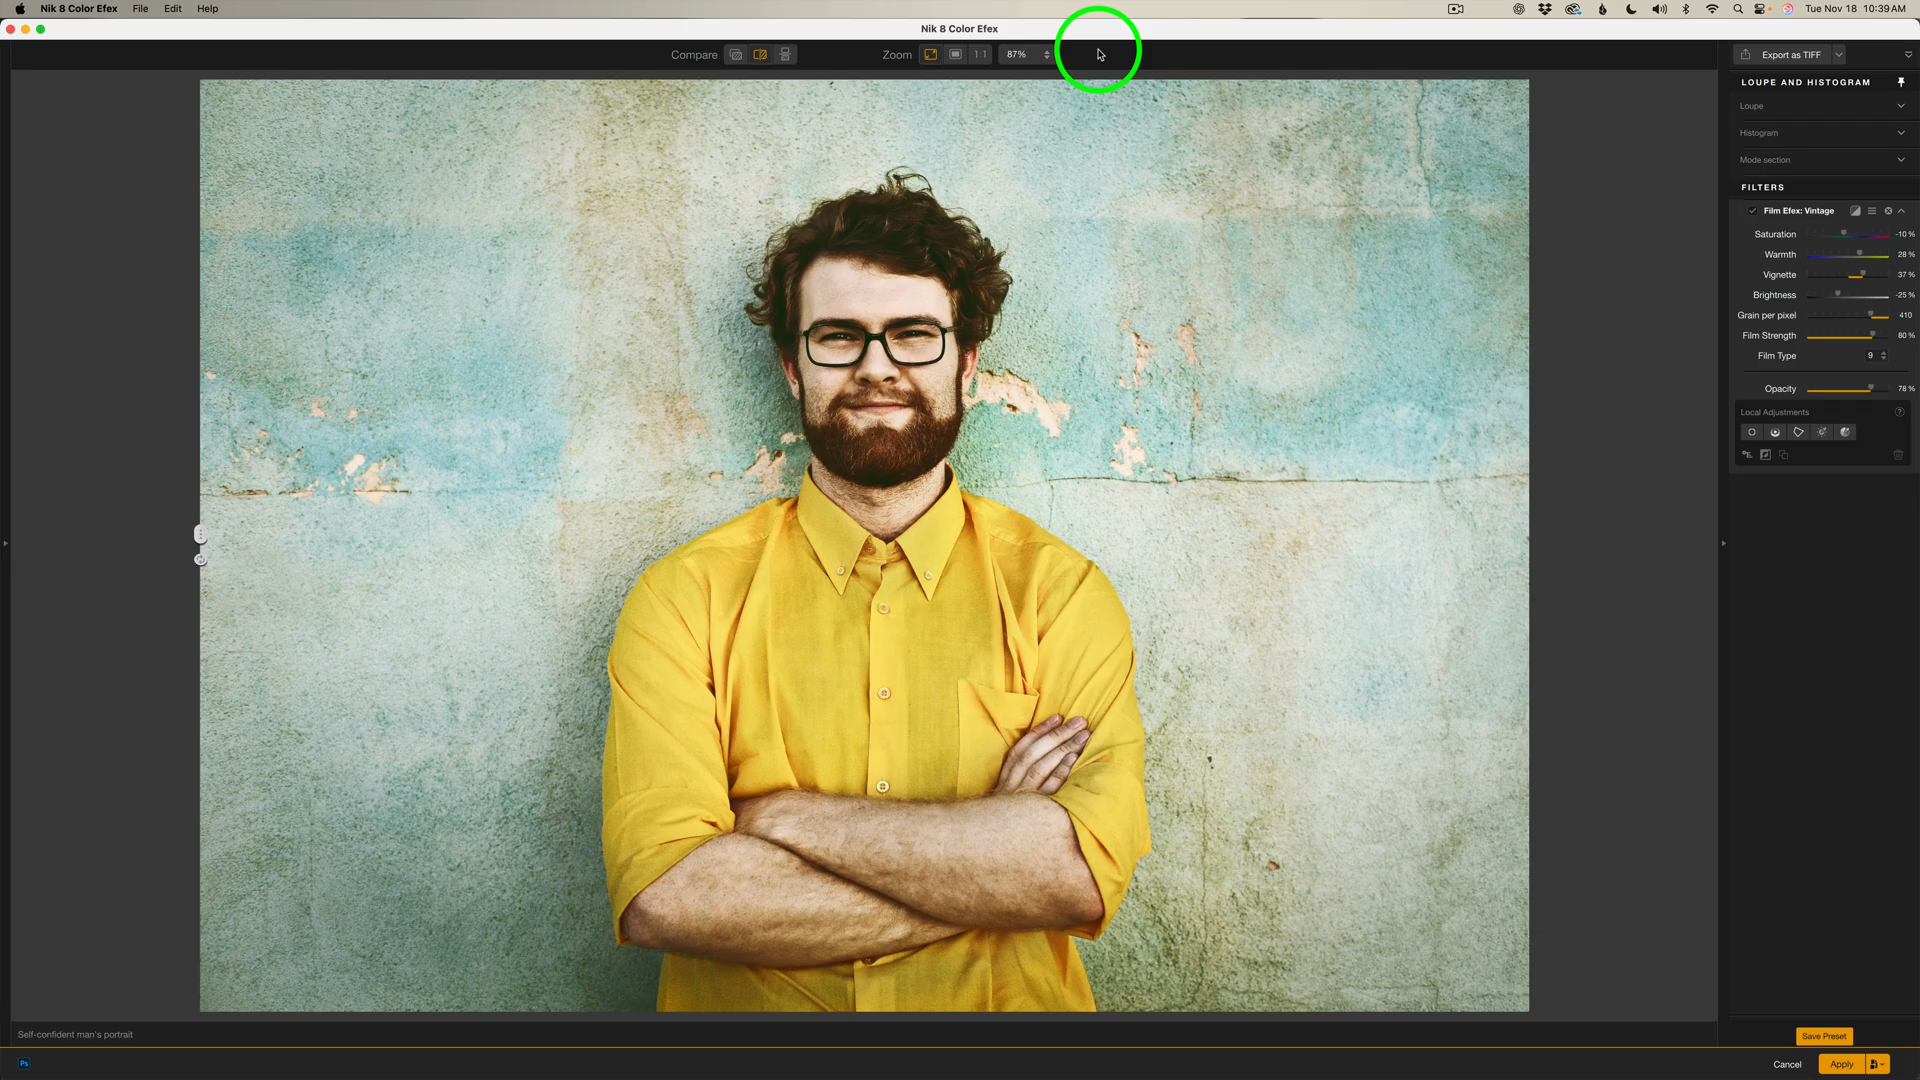 Nik 8 Color Efex File Edit Help
Tue Nov 18 10:39 AM
Nik 8 Color Efex
Compare
Zoom
1:1
87%
Export as TIFF
LOUPE AND HISTOGRAM
Loupe
Histogram
Mode section
FILTERS
Film Efex: Vintage
Saturation -10 %
Warmth 28 %
Vignette 37 %
Brightness -25 %
Grain per pixel 410
Film Strength 80 %
Film Type 9
Opacity 78 %
Local Adjustments ?
Self-confident man's portrait
Save Preset
Ps
Cancel
Apply